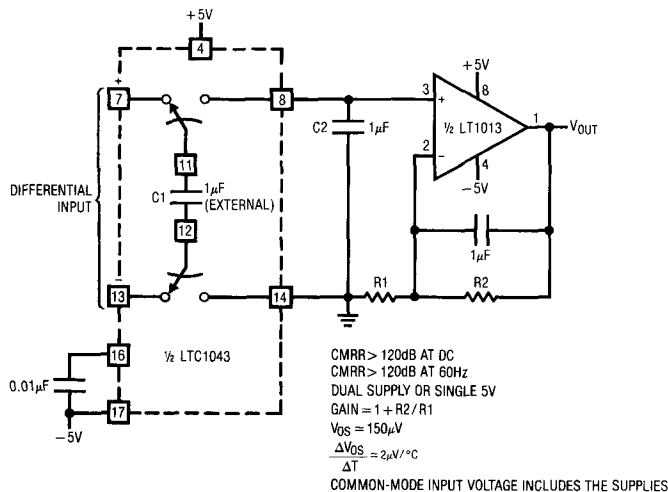 +5V
4
+
7
8
3
+
+5V
8
½ LT1013
1
VOUT
C2
1µF
2
−
4
−5V
11
DIFFERENTIAL
INPUT
C1
1µF
(EXTERNAL)
12
1µF
−
13
14
R1
R2
16
½ LTC1043
0.01µF
17
−5V
CMRR > 120dB AT DC
CMRR > 120dB AT 60Hz
DUAL SUPPLY OR SINGLE 5V
GAIN = 1 + R2/R1
VOS ≈ 150µV
ΔVOS
ΔT
≈ 2µV/°C
COMMON-MODE INPUT VOLTAGE INCLUDES THE SUPPLIES